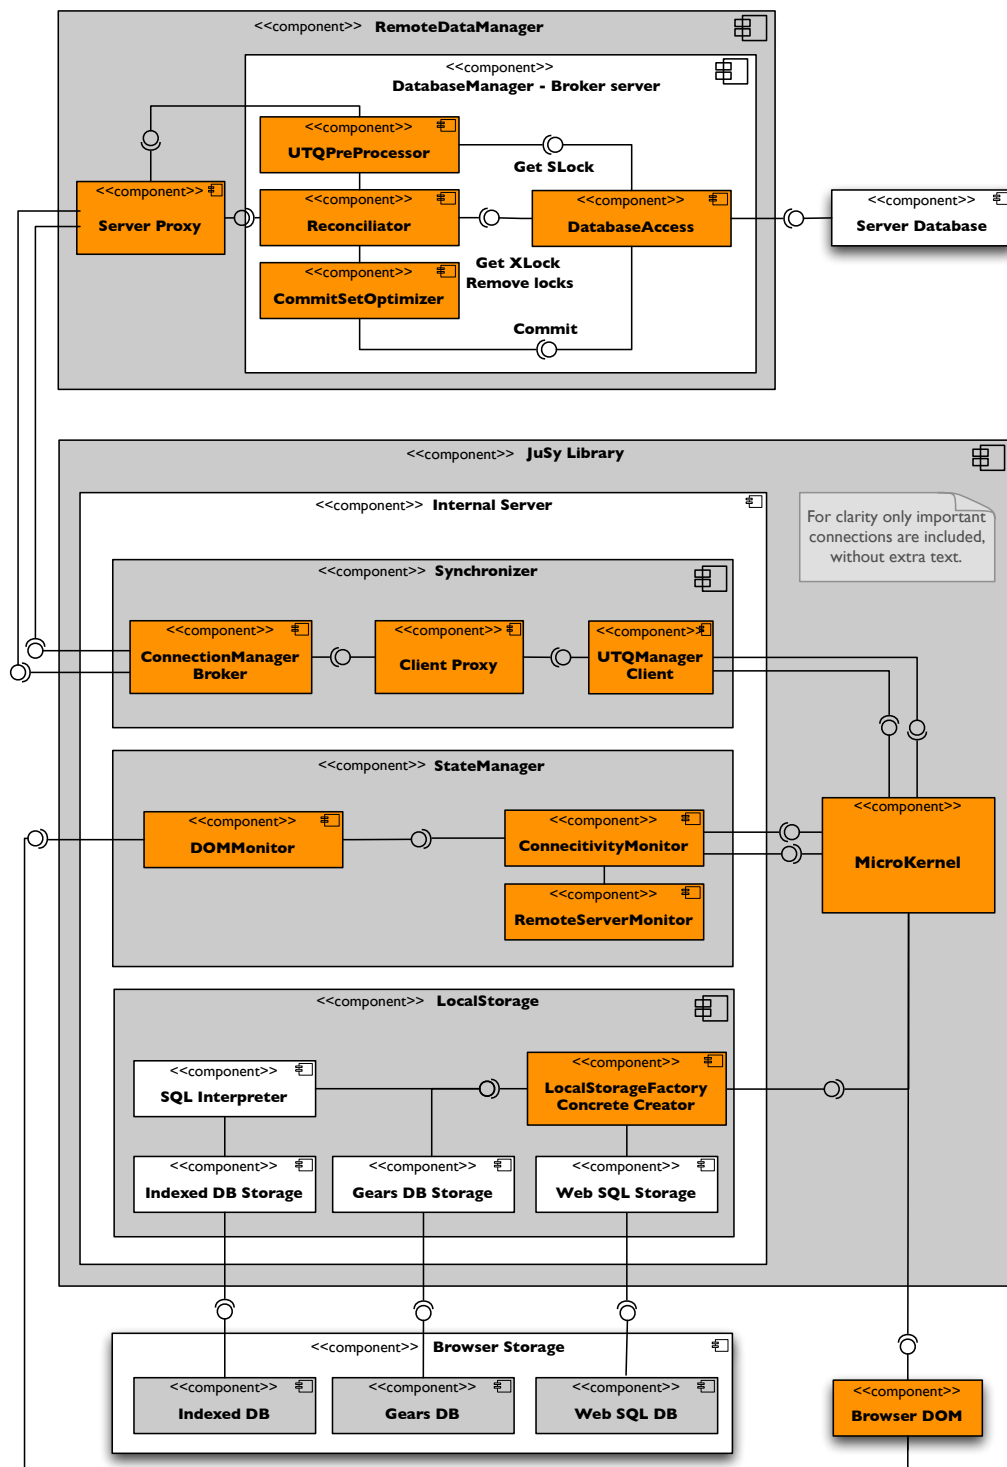 <<component>> RemoteDataManager
<<component>>
DatabaseManager - Broker server
<<component>>
UTQPreProcessor
Get SLock
<<component>>
Server Proxy
<<component>>
Reconciliator
<<component>>
DatabaseAccess
<<component>>
Server Database
Get XLock
Remove locks
<<component>>
CommitSetOptimizer
Commit
<<component>> JuSy Library
<<component>> Internal Server
For clarity only important
connections are included,
without extra text.
<<component>> Synchronizer
<<component>>
ConnectionManager
Broker
<<component>>
Client Proxy
<<component>>
UTQManager
Client
<<component>> StateManager
<<component>>
DOMMonitor
<<component>>
ConnecitivityMonitor
<<component>>
MicroKernel
<<component>>
RemoteServerMonitor
<<component>> LocalStorage
<<component>>
SQL Interpreter
<<component>>
LocalStorageFactory
Concrete Creator
<<component>>
Indexed DB Storage
<<component>>
Gears DB Storage
<<component>>
Web SQL Storage
<<component>> Browser Storage
<<component>>
Indexed DB
<<component>>
Gears DB
<<component>>
Web SQL DB
<<component>>
Browser DOM